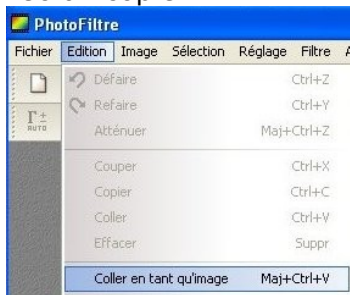 PhotoFiltre
Fichier Edition Image Sélection Réglage Filtre
Défaire Ctrl+Z
Refaire Ctrl+Y
Atténuer Maj+Ctrl+Z
Couper Ctrl+X
Copier Ctrl+C
Coller Ctrl+V
Effacer Suppr
Coller en tant qu'image Maj+Ctrl+V
AUTO